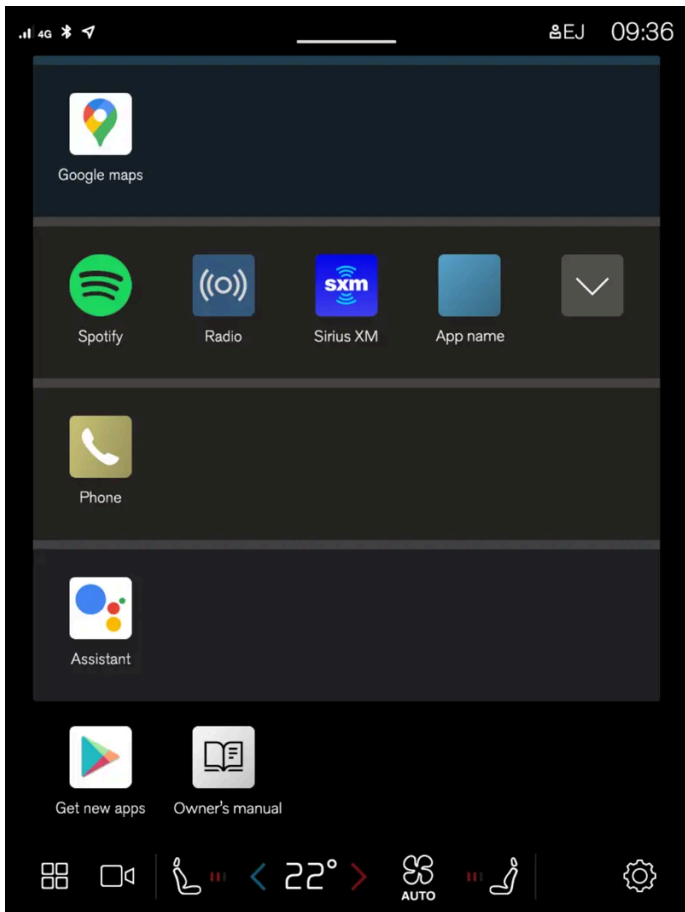 4G EJ 09:36
Google maps
sxm
Spotify Radio Sirius XM App name
Phone
Assistant
Get new apps Owner's manual
22°
AUTO